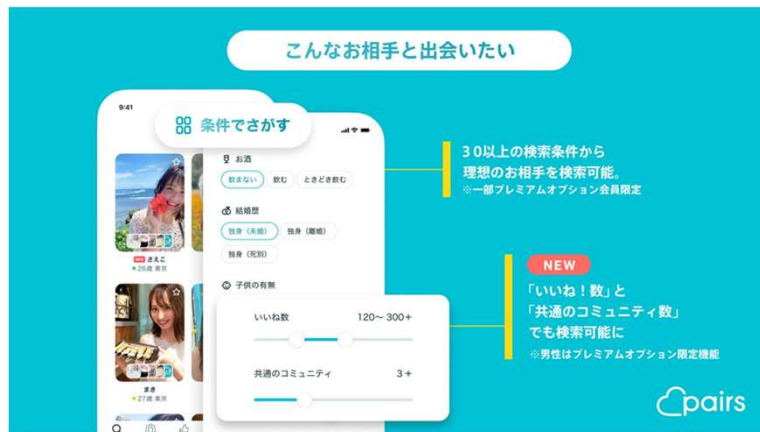 こんなお相手と出会いたい
9:41
条件でさがす
お酒
飲まない 飲む ときどき飲む
結婚歴
独身（未婚） 独身（離婚）
独身（死別）
子供の有無
いいね数 120〜 300+
共通のコミュニティ 3+
NEW さえこ
26歳 東京
まき
27歳 東京
30以上の検索条件から
理想のお相手を検索可能。
※一部プレミアムオプション会員限定
NEW
「いいね！数」と
「共通のコミュニティ数」
でも検索可能に
※男性はプレミアムオプション限定機能
pairs